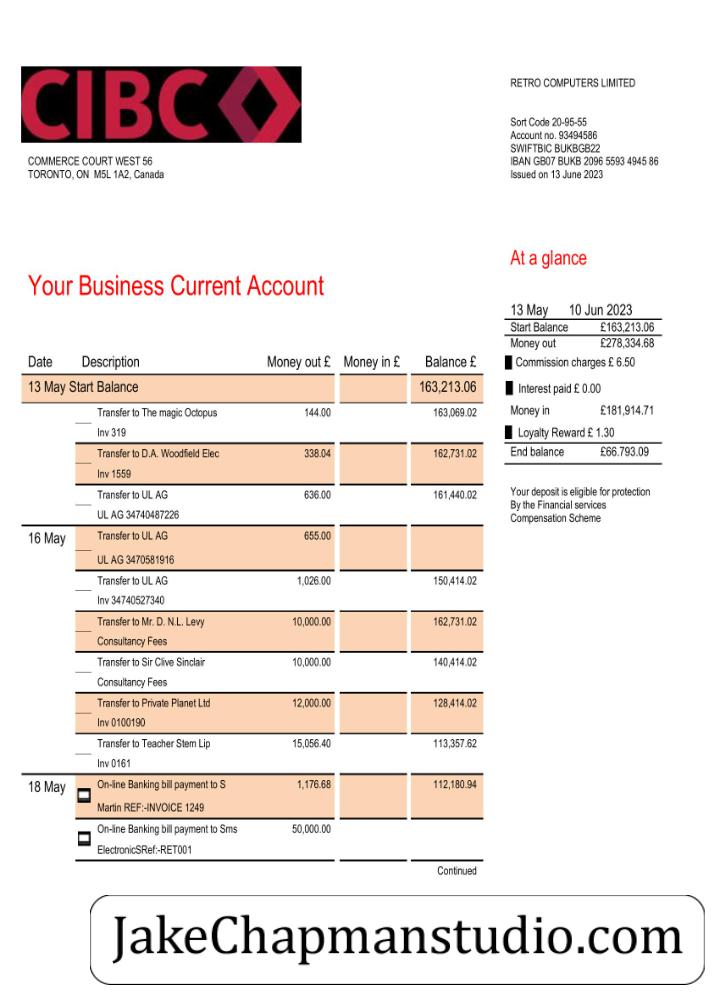 CIBC
COMMERCE COURT WEST 56
TORONTO, ON M5L 1A2, Canada
RETRO COMPUTERS LIMITED
Sort Code 20-95-55
Account no. 93494586
SWIFTBIC BUKBGB22
IBAN GB07 BUKB 2096 5593 4945 86
Issued on 13 June 2023
At a glance
13 May 10 Jun 2023
Start Balance £163,213.06
Money out £278,334.68
Commission charges £ 6.50
Interest paid £ 0.00
Money in £181,914.71
Loyalty Reward £ 1.30
End balance £66.793.09
Your deposit is eligible for protection
By the Financial services
Compensation Scheme
Your Business Current Account
Date Description Money out £ Money in £ Balance £
13 May Start Balance 163,213.06
Transfer to The magic Octopus 144.00 163,069.02
Inv 319
Transfer to D.A. Woodfield Elec 338.04 162,731.02
Inv 1559
Transfer to UL AG 636.00 161,440.02
UL AG 34740487226
16 May Transfer to UL AG 655.00
UL AG 3470581916
Transfer to UL AG 1,026.00 150,414.02
Inv 34740527340
Transfer to Mr. D. N.L. Levy 10,000.00 162,731.02
Consultancy Fees
Transfer to Sir Clive Sinclair 10,000.00 140,414.02
Consultancy Fees
Transfer to Private Planet Ltd 12,000.00 128,414.02
Inv 0100190
Transfer to Teacher Stem Lip 15,056.40 113,357.62
Inv 0161
18 May On-line Banking bill payment to S 1,176.68 112,180.94
Martin REF:-INVOICE 1249
On-line Banking bill payment to Sms 50,000.00
ElectronicSRef:-RET001
Continued
JakeChapmanstudio.com